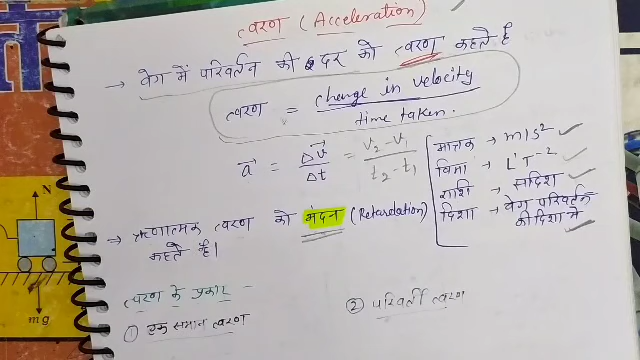 त्वरण (Acceleration)
→ वेग में परिवर्तन की दर को त्वरण कहते हैं
त्वरण = change in velocity / time taken.
a⃗ = Δv⃗ / Δt = v₂ - v₁ / t₂ - t₁
मात्रक → m/s²
विमा → L¹T⁻²
राशि → सदिश
दिशा → वेग परिवर्तन की दिशा में
→ ऋणात्मक त्वरण को मंदन (Retardation)
कहते है।
त्वरण के प्रकार -
① एक समान त्वरण
② परिवर्ती त्वरण
N
mg